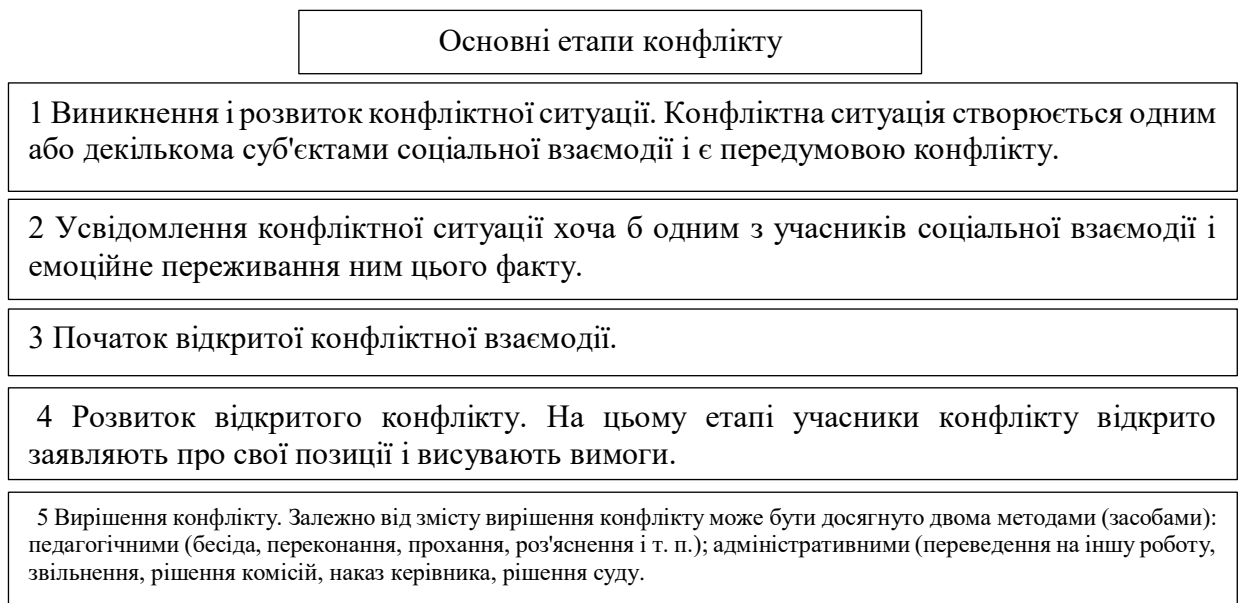 Основні етапи конфлікту
1 Виникнення і розвиток конфліктної ситуації. Конфліктна ситуація створюється одним
або декількома суб'єктами соціальної взаємодії і є передумовою конфлікту.
2 Усвідомлення конфліктної ситуації хоча б одним з учасників соціальної взаємодії і
емоційне переживання ним цього факту.
3 Початок відкритої конфліктної взаємодії.
4 Розвиток відкритого конфлікту. На цьому етапі учасники конфлікту відкрито
заявляють про свої позиції і висувають вимоги.
5 Вирішення конфлікту. Залежно від змісту вирішення конфлікту може бути досягнуто двома методами (засобами):
педагогічними (бесіда, переконання, прохання, роз'яснення і т. п.); адміністративними (переведення на іншу роботу,
звільнення, рішення комісій, наказ керівника, рішення суду.